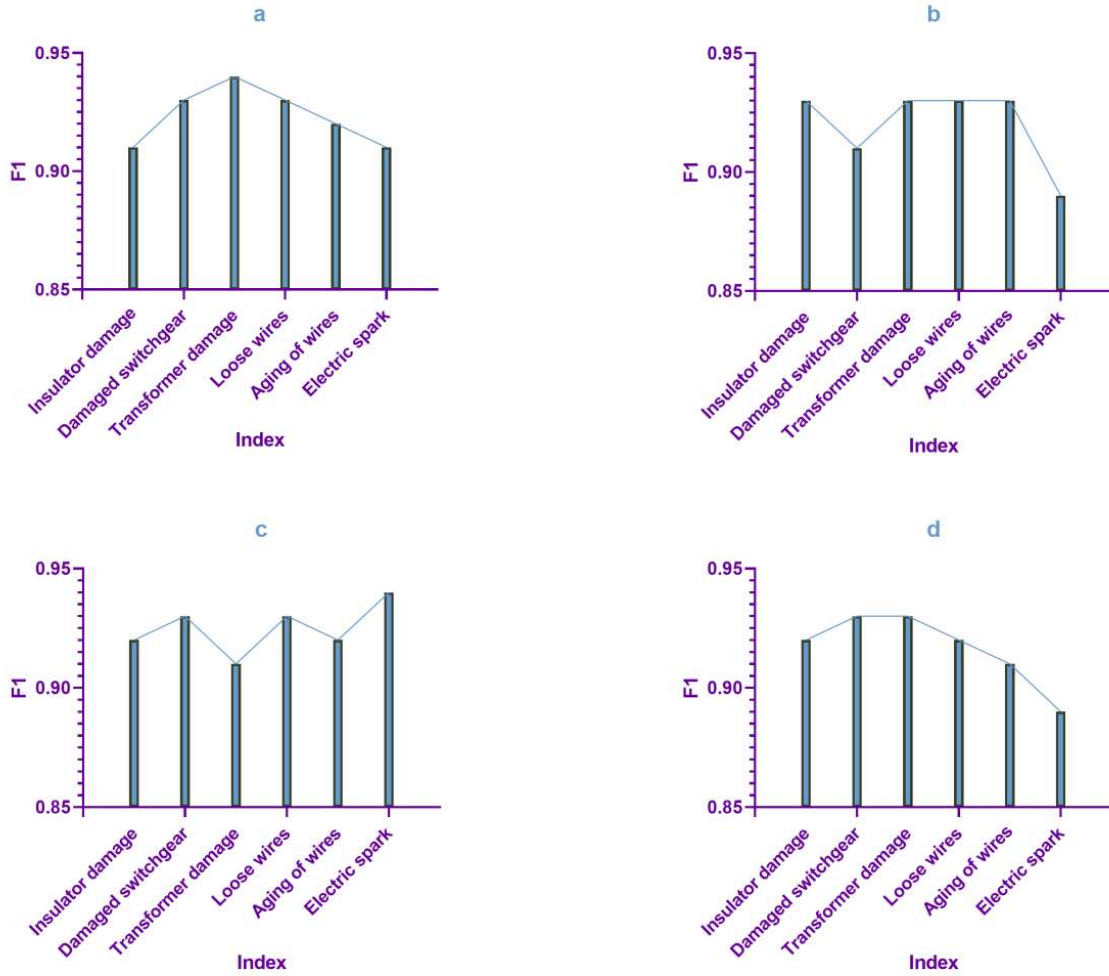 a
0.95
0.90
0.85
F1
Insulator damage
Damaged switchgear
Transformer damage
Loose wires
Aging of wires
Electric spark
Index
b
0.95
0.90
0.85
F1
Insulator damage
Damaged switchgear
Transformer damage
Loose wires
Aging of wires
Electric spark
Index
c
0.95
0.90
0.85
F1
Insulator damage
Damaged switchgear
Transformer damage
Loose wires
Aging of wires
Electric spark
Index
d
0.95
0.90
0.85
F1
Insulator damage
Damaged switchgear
Transformer damage
Loose wires
Aging of wires
Electric spark
Index